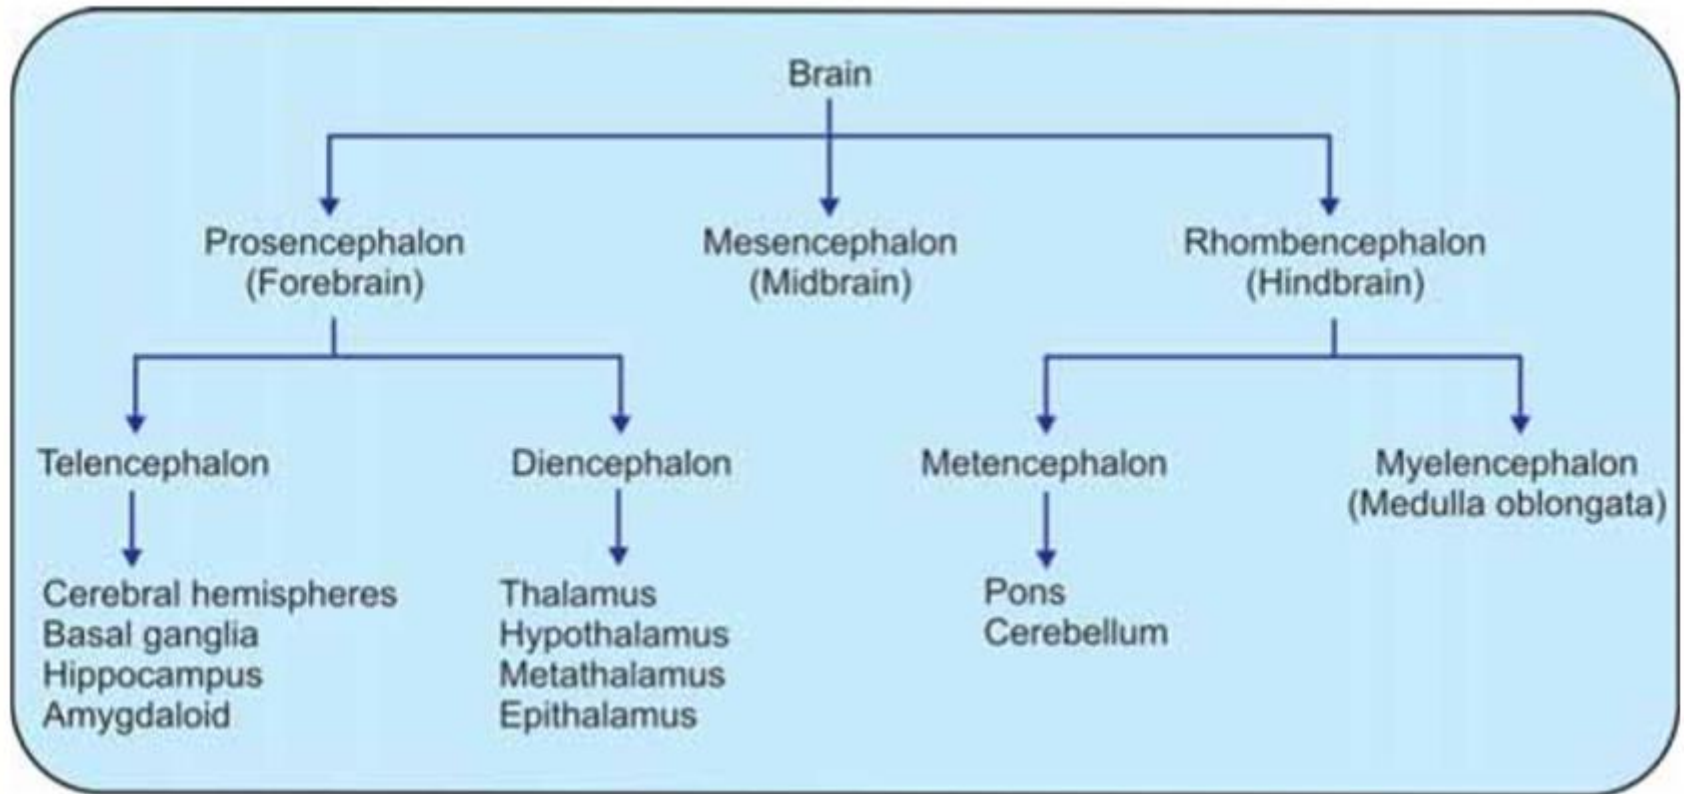 Brain
Prosencephalon
(Forebrain)
Mesencephalon
(Midbrain)
Rhombencephalon
(Hindbrain)
Telencephalon
Diencephalon
Metencephalon
Myelencephalon
(Medulla oblongata)
Cerebral hemispheres
Basal ganglia
Hippocampus
Amygdaloid
Thalamus
Hypothalamus
Metathalamus
Epithalamus
Pons
Cerebellum